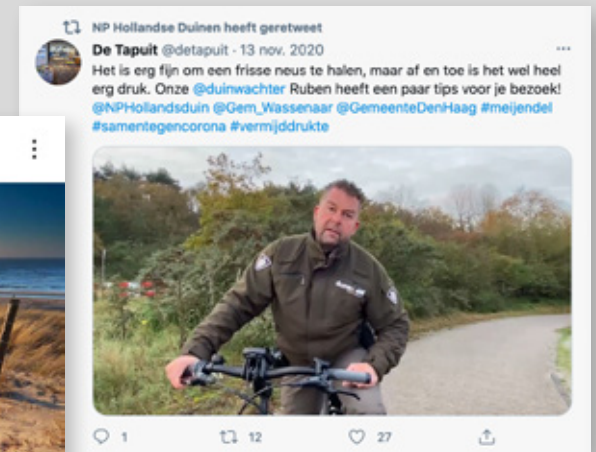 NP Hollandse Duinen heeft geretweet
De Tapuit @detapuit · 13 nov. 2020
Het is erg fijn om een frisse neus te halen, maar af en toe is het wel heel
erg druk. Onze @duinwachter Ruben heeft een paar tips voor je bezoek!
@NPHollandsduin @Gem_Wassenaar @GemeenteDenHaag #meijendel
#samentegencorona #vermijddrukte
1 12 27